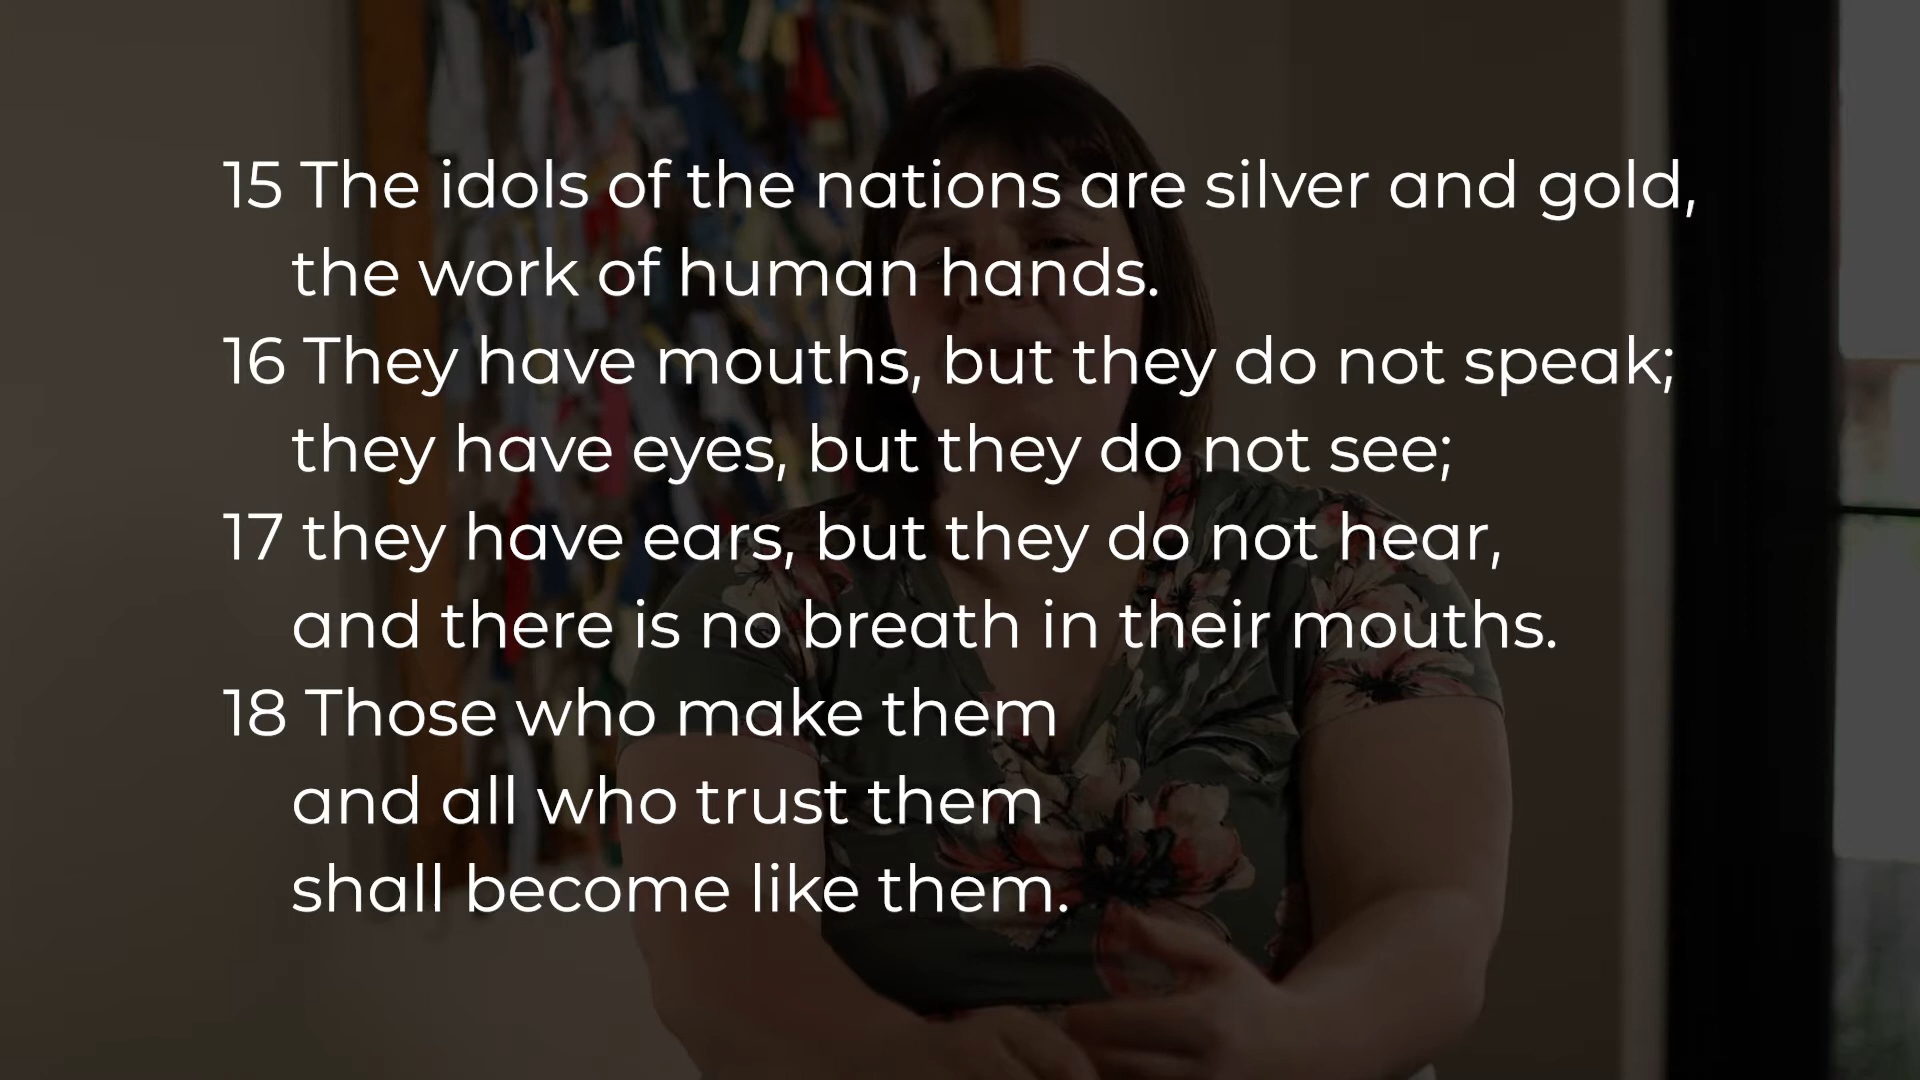 15 The idols of the nations are silver and gold,
the work of human hands.
16 They have mouths, but they do not speak;
they have eyes, but they do not see;
17 they have ears, but they do not hear,
and there is no breath in their mouths.
18 Those who make them
and all who trust them
shall become like them.